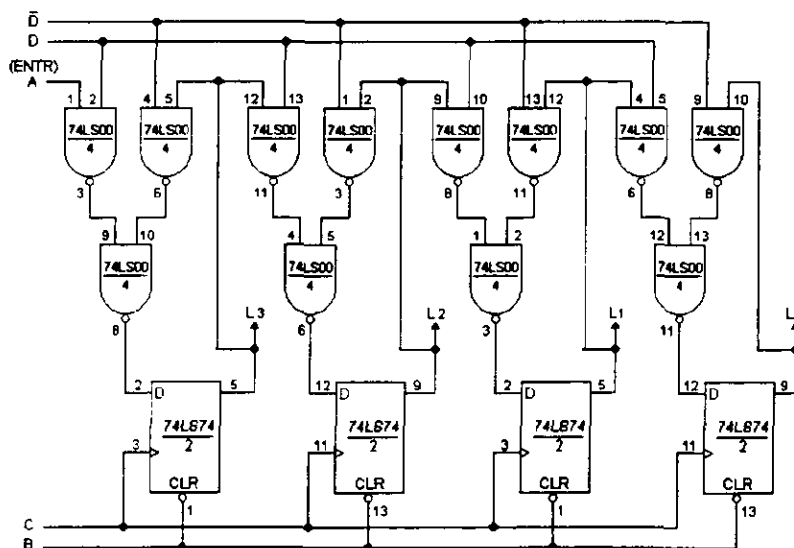 D̅
D
(ENTR)
A
1 2 4 5 12 13 1 2 9 10 13 12 4 5 9 10
74LS00 74LS00 74LS00 74LS00 74LS00 74LS00 74LS00 74LS00
4 4 4 4 4 4 4 4
3 6 11 3 8 11 6 8
9 10 4 5 1 2 12 13
74LS00 74LS00 74LS00 74LS00
4 4 4 4
8 6 3 11
L3 L2 L1 L
2 D 5 12 D 9 2 D 5 12 D 9
74LS74 74LS74 74LS74 74LS74
2 2 2 2
3 11 3 11
CLR CLR CLR CLR
1 13 1 13
C
B